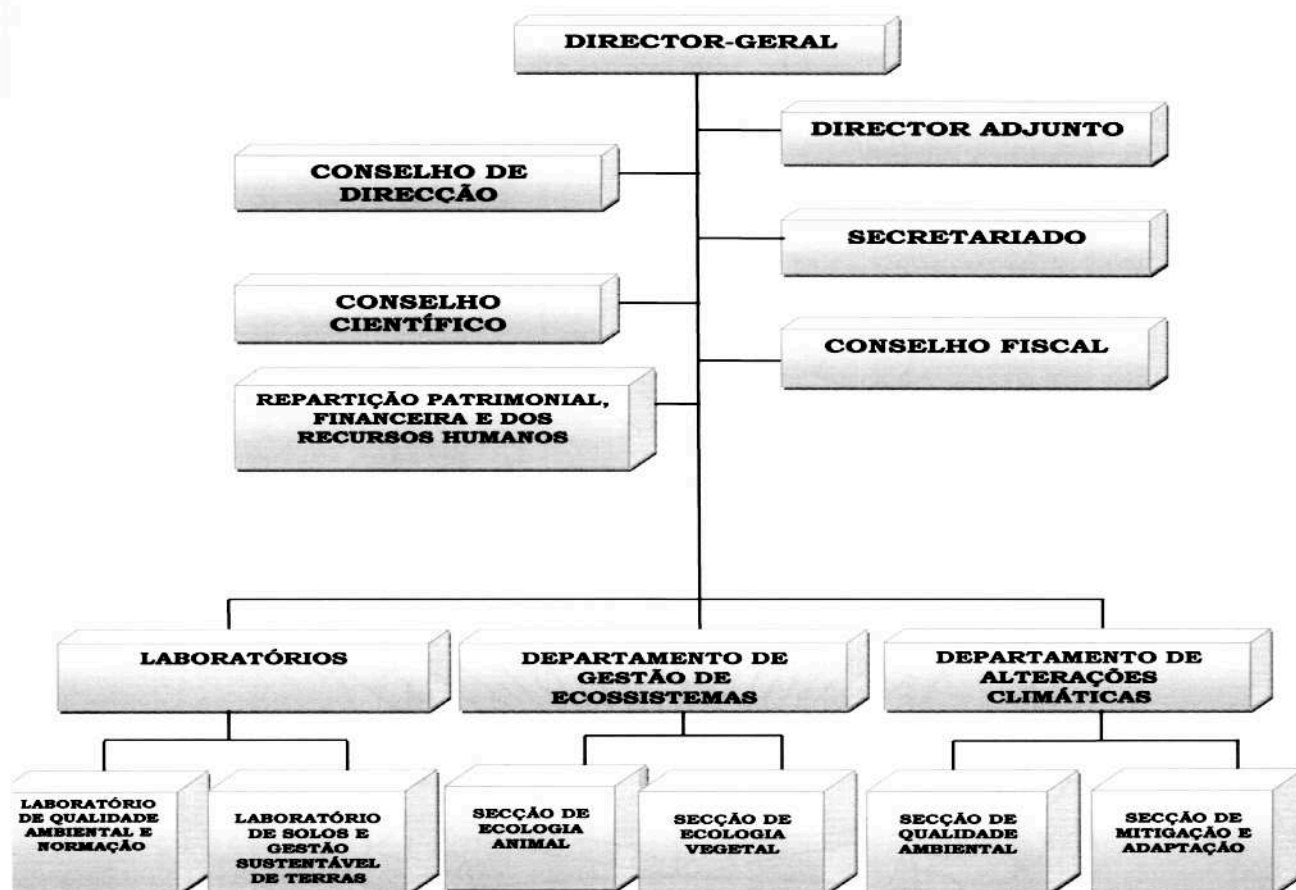 DIRECTOR-GERAL
DIRECTOR ADJUNTO
CONSELHO DE
DIRECÇÃO
SECRETARIADO
CONSELHO
CIENTÍFICO
CONSELHO FISCAL
REPARTIÇÃO PATRIMONIAL,
FINANCEIRA E DOS
RECURSOS HUMANOS
LABORATÓRIOS
DEPARTAMENTO DE
GESTÃO DE
ECOSSISTEMAS
DEPARTAMENTO DE
ALTERAÇÕES
CLIMÁTICAS
LABORATÓRIO
DE QUALIDADE
AMBIENTAL E
NORMAÇÃO
LABORATÓRIO
DE SOLOS E
GESTÃO
SUSTENTÁVEL
DE TERRAS
SECÇÃO DE
ECOLOGIA
ANIMAL
SECÇÃO DE
ECOLOGIA
VEGETAL
SECÇÃO DE
QUALIDADE
AMBIENTAL
SECÇÃO DE
MITIGAÇÃO E
ADAPTAÇÃO